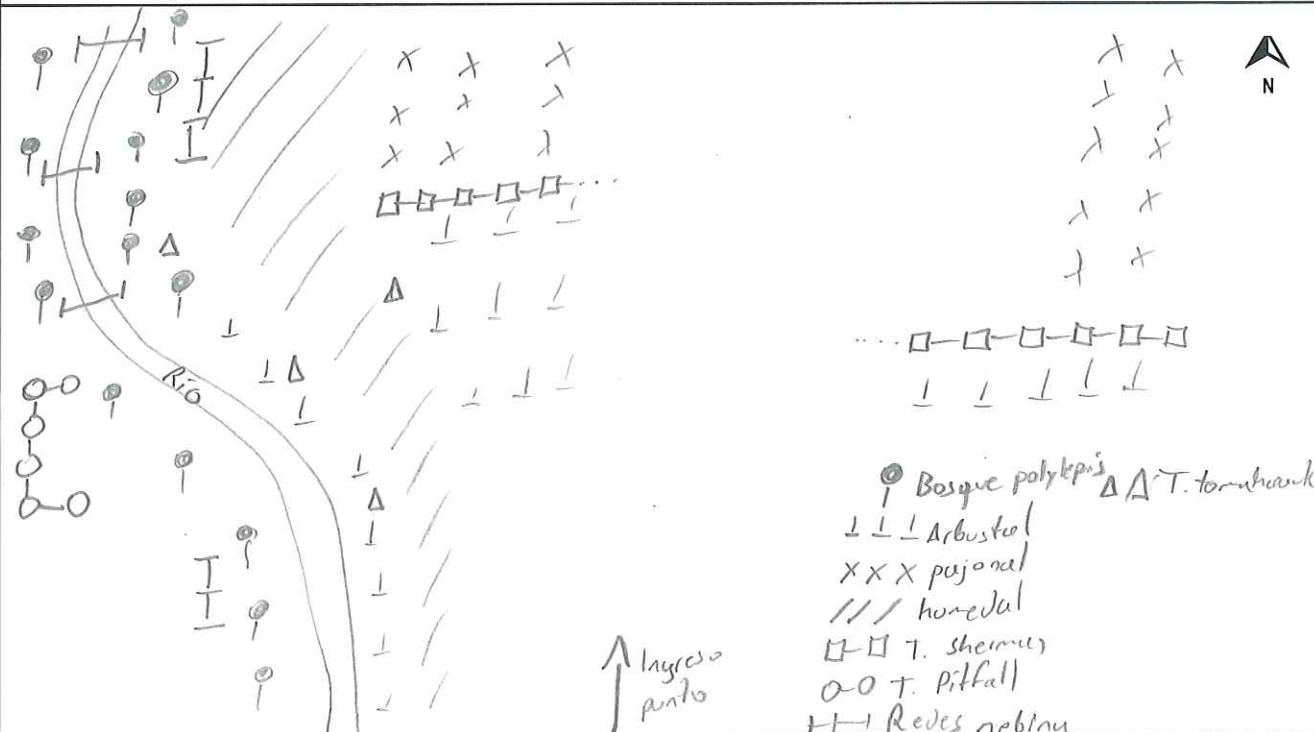 N
Río
Bosque polylepis
T. tomahawk
Arbustal
x x x pajonal
/// humedal
T. sherman
T. Pitfall
Redes neblina
Ingreso
punto